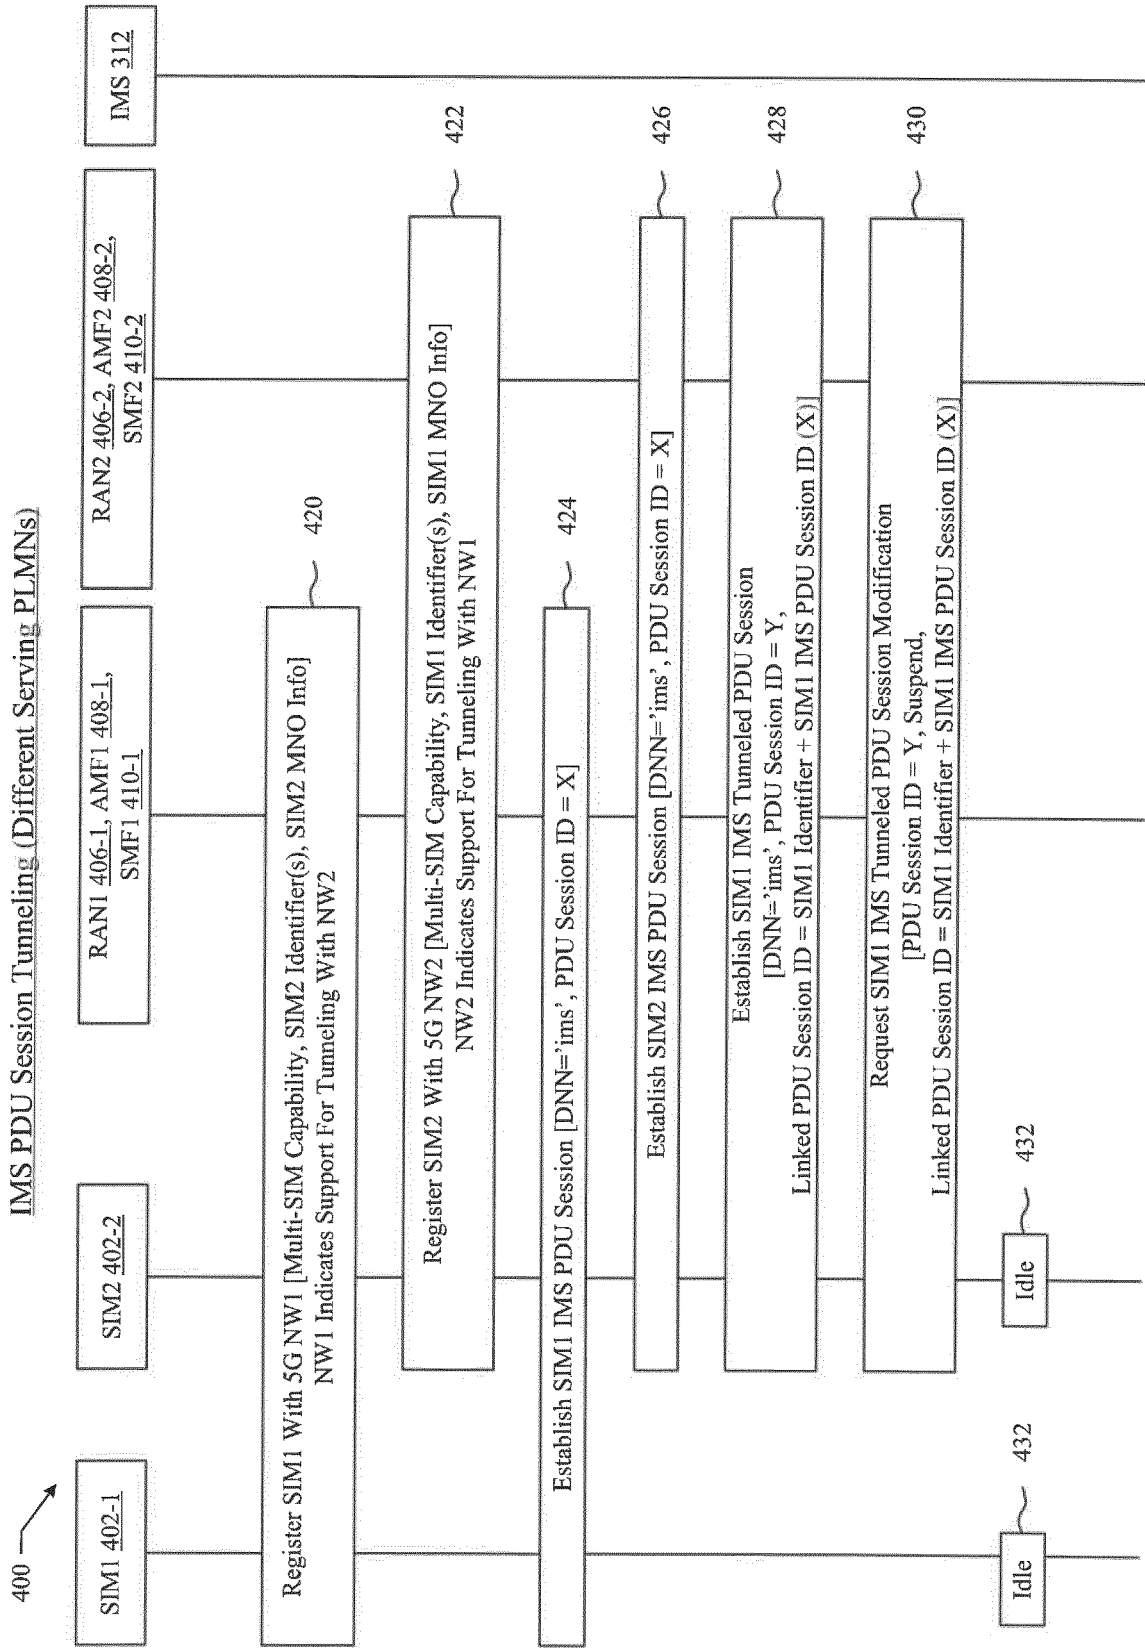 IMS PDU Session Tunneling (Different Serving PLMNs)
400
SIM1 402-1
SIM2 402-2
RAN1 406-1, AMF1 408-1,
SMF1 410-1
RAN2 406-2, AMF2 408-2,
SMF2 410-2
IMS 312
Register SIM1 With 5G NW1 [Multi-SIM Capability, SIM2 Identifier(s), SIM2 MNO Info]
NW1 Indicates Support For Tunneling With NW2
420
Register SIM2 With 5G NW2 [Multi-SIM Capability, SIM1 Identifier(s), SIM1 MNO Info]
NW2 Indicates Support For Tunneling With NW1
422
Establish SIM1 IMS PDU Session [DNN='ims', PDU Session ID = X]
424
Establish SIM2 IMS PDU Session [DNN='ims', PDU Session ID = X]
426
Establish SIM1 IMS Tunneled PDU Session
[DNN='ims', PDU Session ID = Y,
Linked PDU Session ID = SIM1 Identifier + SIM1 IMS PDU Session ID (X)]
428
Request SIM1 IMS Tunneled PDU Session Modification
[PDU Session ID = Y, Suspend,
Linked PDU Session ID = SIM1 Identifier + SIM1 IMS PDU Session ID (X)]
430
Idle
432
Idle
432